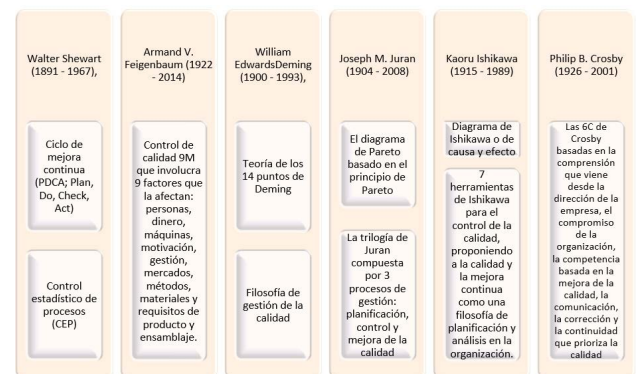 Walter Shewart
(1891 - 1967),
Ciclo de
mejora
continua
(PDCA; Plan,
Do, Check,
Act)
Control
estadístico de
procesos
(CEP)
Armand V.
Feigenbaum (1922
- 2014)
Control de
calidad 9M
que involucra
9 factores que
la afectan:
personas,
dinero,
máquinas,
motivación,
gestión,
mercados,
métodos,
materiales y
requisitos de
producto y
ensamblaje.
William
EdwardsDeming
(1900 - 1993),
Teoría de los
14 puntos de
Deming
Filosofía de
gestión de la
calidad
Joseph M. Juran
(1904 - 2008)
El diagrama
de Pareto
basado en el
principio de
Pareto
La trilogía de
Juran
compuesta
por 3
procesos de
gestión:
planificación,
control y
mejora de la
calidad
Kaoru Ishikawa
(1915 - 1989)
Diagrama de
Ishikawa o de
causa y efecto
7
herramientas
de Ishikawa
para el
control de la
calidad,
proponiendo
a la calidad y
la mejora
continua
como una
filosofía de
planificación y
análisis en la
organización.
Philip B. Crosby
(1926 - 2001)
Las 6C de
Crosby
basadas en la
comprensión
que viene
desde la
dirección de la
empresa, el
compromiso
de la
organización,
la competencia
basada en la
mejora de la
calidad, la
comunicación,
la corrección y
la continuidad
que prioriza la
calidad